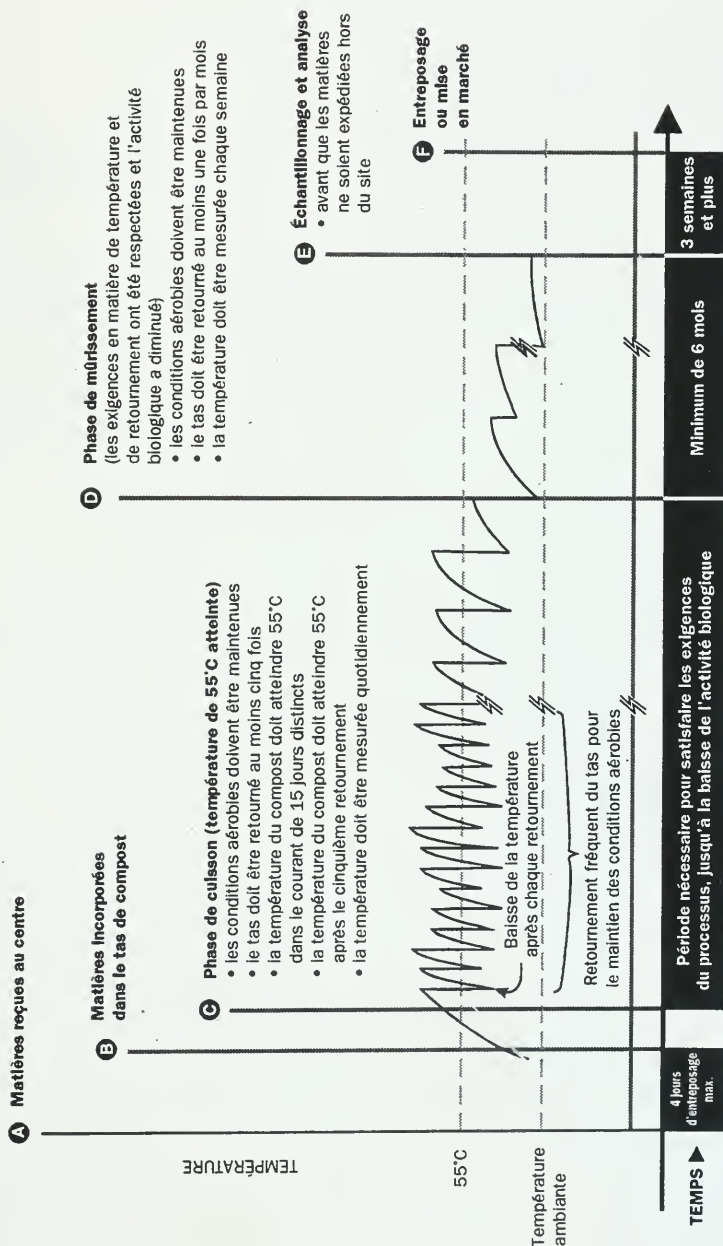 A Matières reçues au centre
B Matières incorporées
dans le tas de compost
C Phase de cuisson (température de 55°C atteinte)
• les conditions aérobies doivent être maintenues
• le tas doit être retourné au moins cinq fois
• la température du compost doit atteindre 55°C
dans le courant de 15 jours distincts
• la température du compost doit atteindre 55°C
après le cinquième retournement
• la température doit être mesurée quotidiennement
D Phase de mûrissement
(les exigences en matière de température et
de retournement ont été respectées et l'activité
biologique a diminué)
• les conditions aérobies doivent être maintenues
• le tas doit être retourné au moins une fois par mois
• la température doit être mesurée chaque semaine
E Échantillonnage et analyse
• avant que les matières
ne soient expédiées hors
du site
F Entreposage
ou mise
en marché
TEMPÉRATURE
55°C
Température
ambiante
Baisse de la température
après chaque retournement
Retournement fréquent du tas pour
le maintien des conditions aérobies
TEMPS
4 jours
d'entreposage
max.
Période nécessaire pour satisfaire les exigences
du processus, jusqu'à la baisse de l'activité biologique
Minimum de 6 mois
3 semaines
et plus